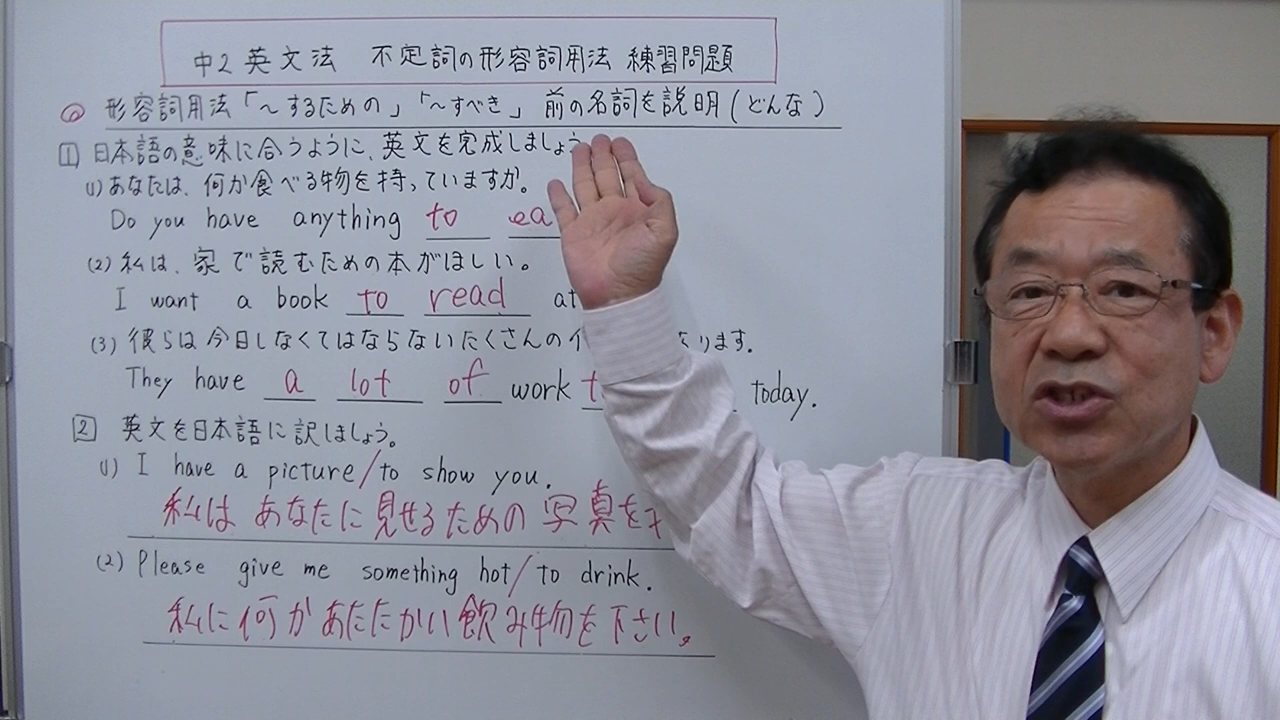 中2 英文法 不定詞の形容詞用法 練習問題
◎ 形容詞用法「~するための」「~すべき」 前の名詞を説明(どんな)
1 日本語の意味に合うように、英文を完成しましょう
(1) あなたは、何か食べる物を持っていますか。
Do you have anything to ea
(2) 私は、家で読むための本がほしい。
I want a book to read at
(3) 彼らは今日しなくてはならないたくさんの ります。
They have a lot of work t today.
2 英文を日本語に訳しましょう。
(1) I have a picture/to show you.
私は あなたに見せるための 写真を
(2) Please give me something hot/to drink.
私に何かあたたかい飲み物を下さい。